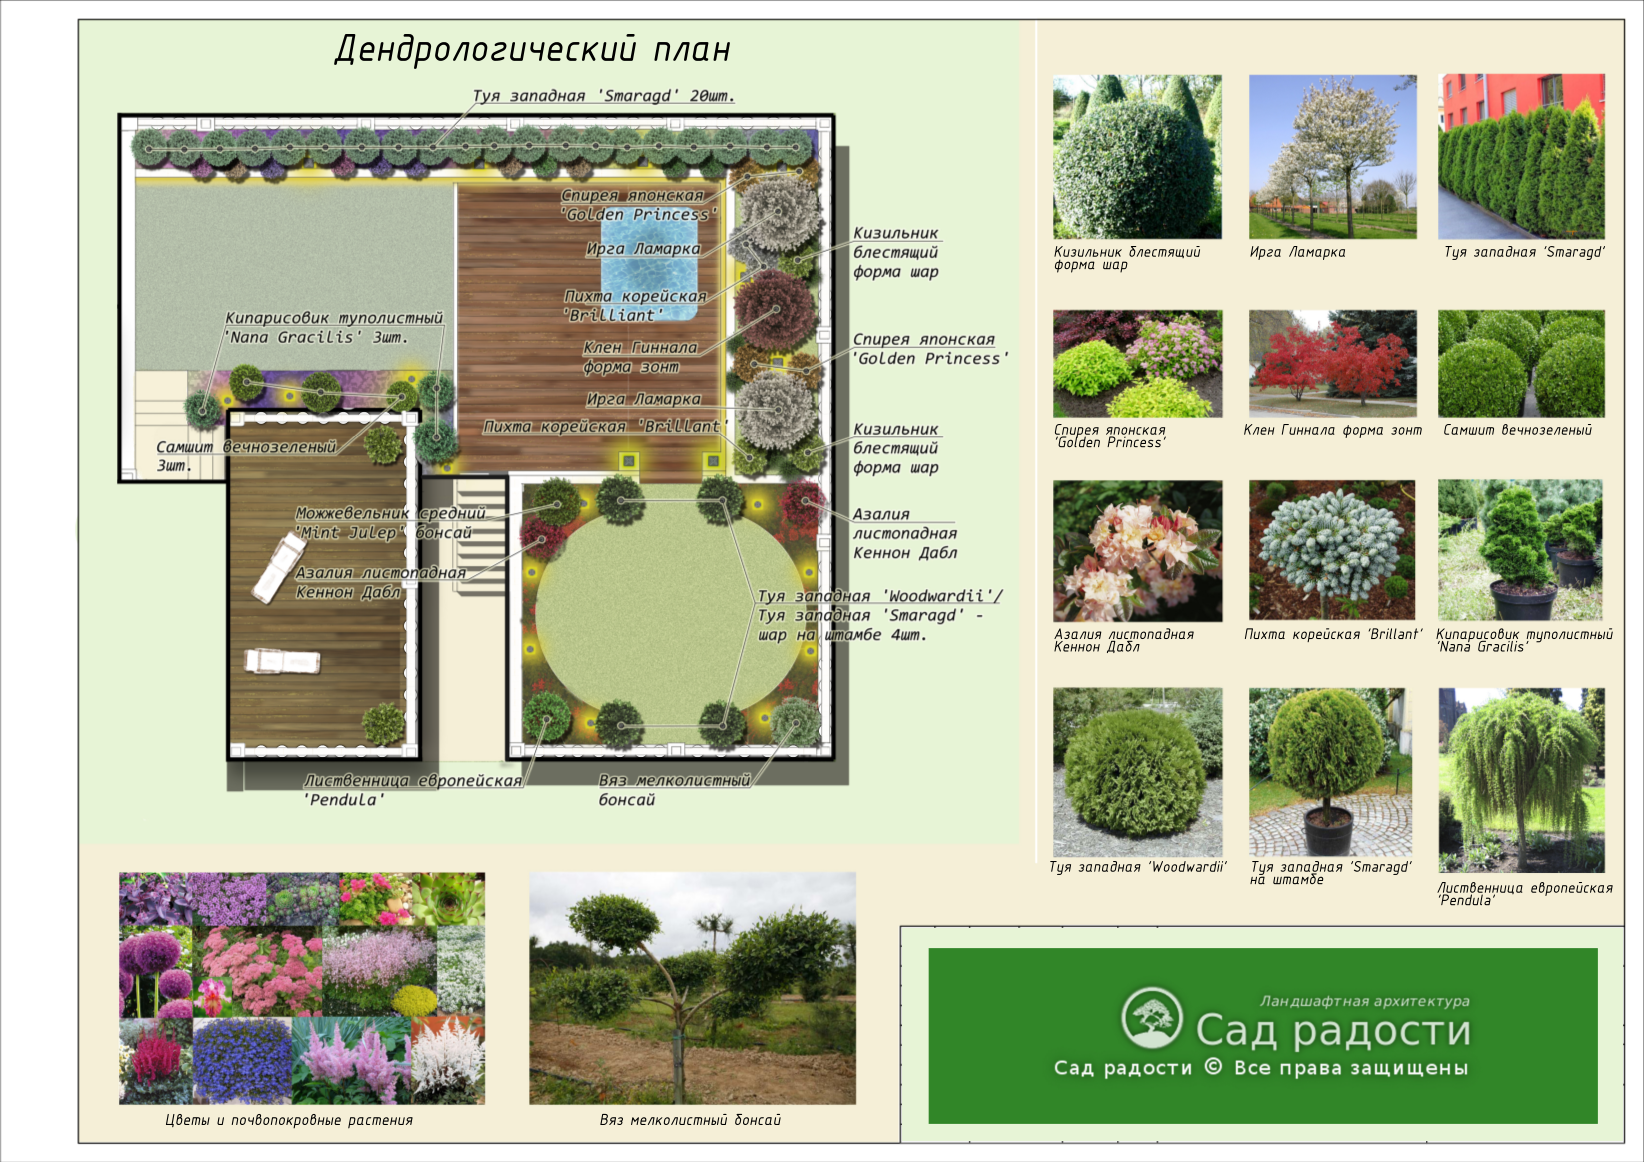 Дендрологический план
Туя западная 'Smaragd' 20шт.
Спирея японская
'Golden Princess'
Ирга Ламарка
Кизильник
блестящий
форма шар
Пихта корейская
'Brilliant'
Кипарисовик туполистный
'Nana Gracilis' 3шт.
Клен Гиннала
форма зонт
Спирея японская
'Golden Princess'
Ирга Ламарка
Пихта корейская 'Brillant'
Кизильник
блестящий
форма шар
Самшит вечнозеленый
3шт.
Можжевельник средний
'Mint Julep' бонсай
Азалия
листопадная
Кеннон Дабл
Азалия листопадная
Кеннон Дабл
Туя западная 'Woodwardii'/
Туя западная 'Smaragd' -
шар на штамбе 4шт.
Лиственница европейская
'Pendula'
Вяз мелколистный
бонсай
Кизильник блестящий
форма шар
Ирга Ламарка
Туя западная 'Smaragd'
Спирея японская
'Golden Princess'
Клен Гиннала форма зонт
Самшит вечнозеленый
Азалия листопадная
Кеннон Дабл
Пихта корейская 'Brillant'
Кипарисовик туполистный
'Nana Gracilis'
Туя западная 'Woodwardii'
Туя западная 'Smaragd'
на штамбе
Лиственница европейская
'Pendula'
Цветы и почвопокровные растения
Вяз мелколистный бонсай
Ландшафтная архитектура
Сад радости
Сад радости © Все права защищены